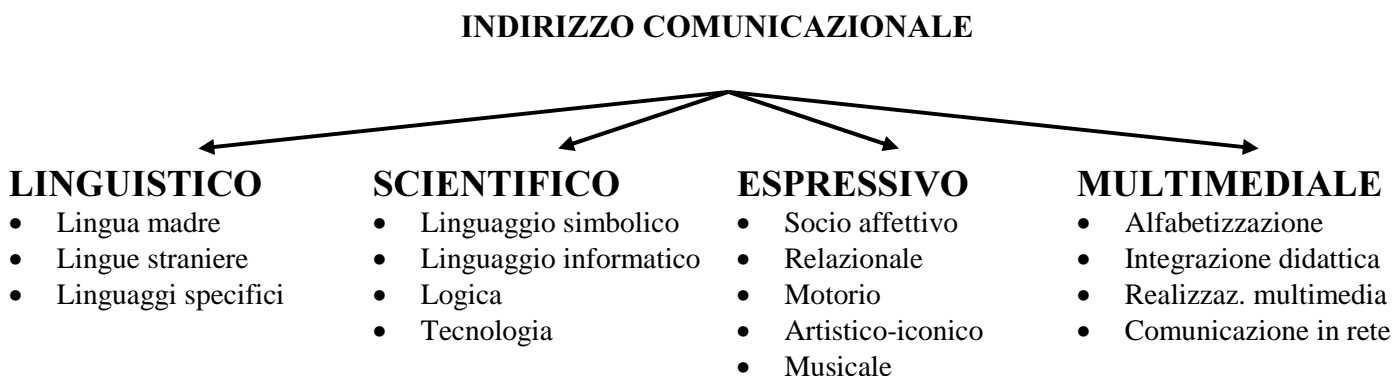 INDIRIZZO COMUNICAZIONALE
LINGUISTICO
• Lingua madre
• Lingue straniere
• Linguaggi specifici
SCIENTIFICO
• Linguaggio simbolico
• Linguaggio informatico
• Logica
• Tecnologia
ESPRESSIVO
• Socio affettivo
• Relazionale
• Motorio
• Artistico-iconico
• Musicale
MULTIMEDIALE
• Alfabetizzazione
• Integrazione didattica
• Realizzaz. multimedia
• Comunicazione in rete